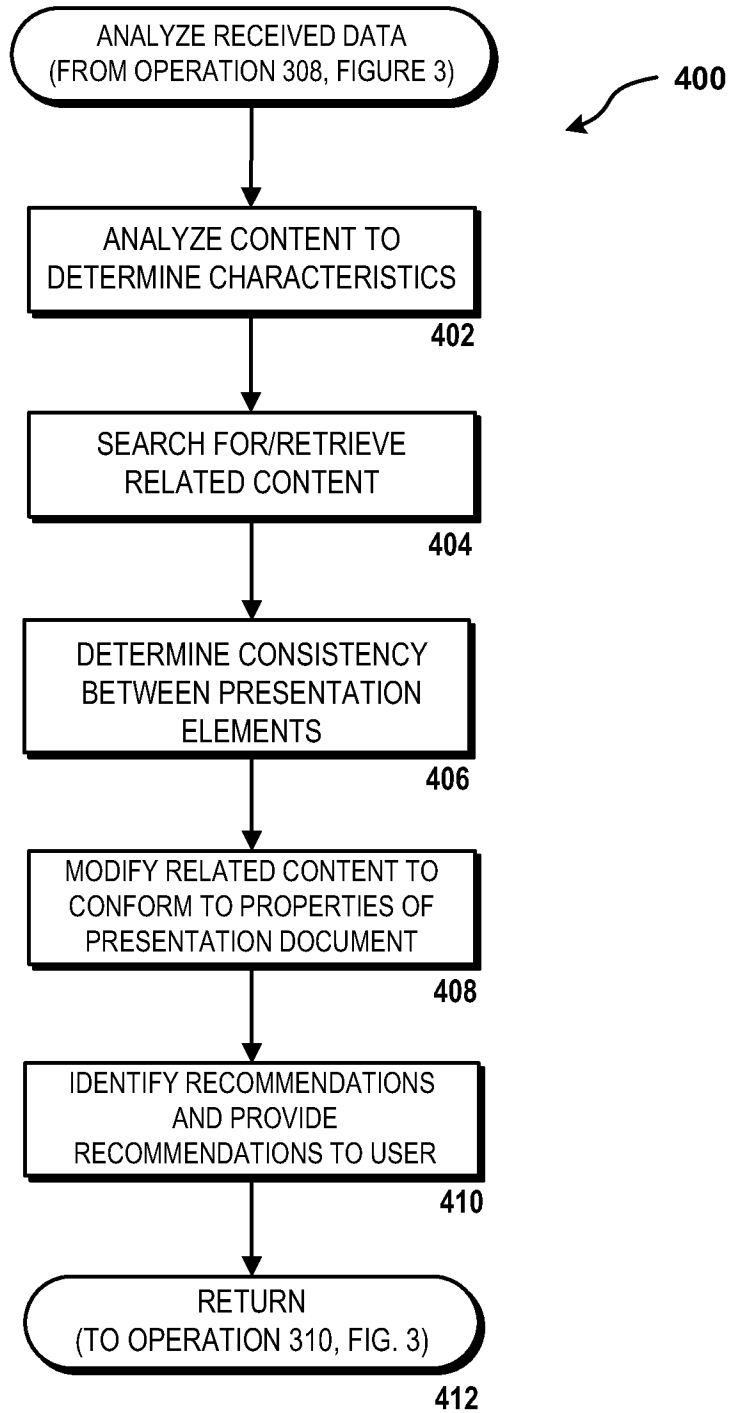 ANALYZE RECEIVED DATA
(FROM OPERATION 308, FIGURE 3)
400
ANALYZE CONTENT TO
DETERMINE CHARACTERISTICS
402
SEARCH FOR/RETRIEVE
RELATED CONTENT
404
DETERMINE CONSISTENCY
BETWEEN PRESENTATION
ELEMENTS
406
MODIFY RELATED CONTENT TO
CONFORM TO PROPERTIES OF
PRESENTATION DOCUMENT
408
IDENTIFY RECOMMENDATIONS
AND PROVIDE
RECOMMENDATIONS TO USER
410
RETURN
(TO OPERATION 310, FIG. 3)
412